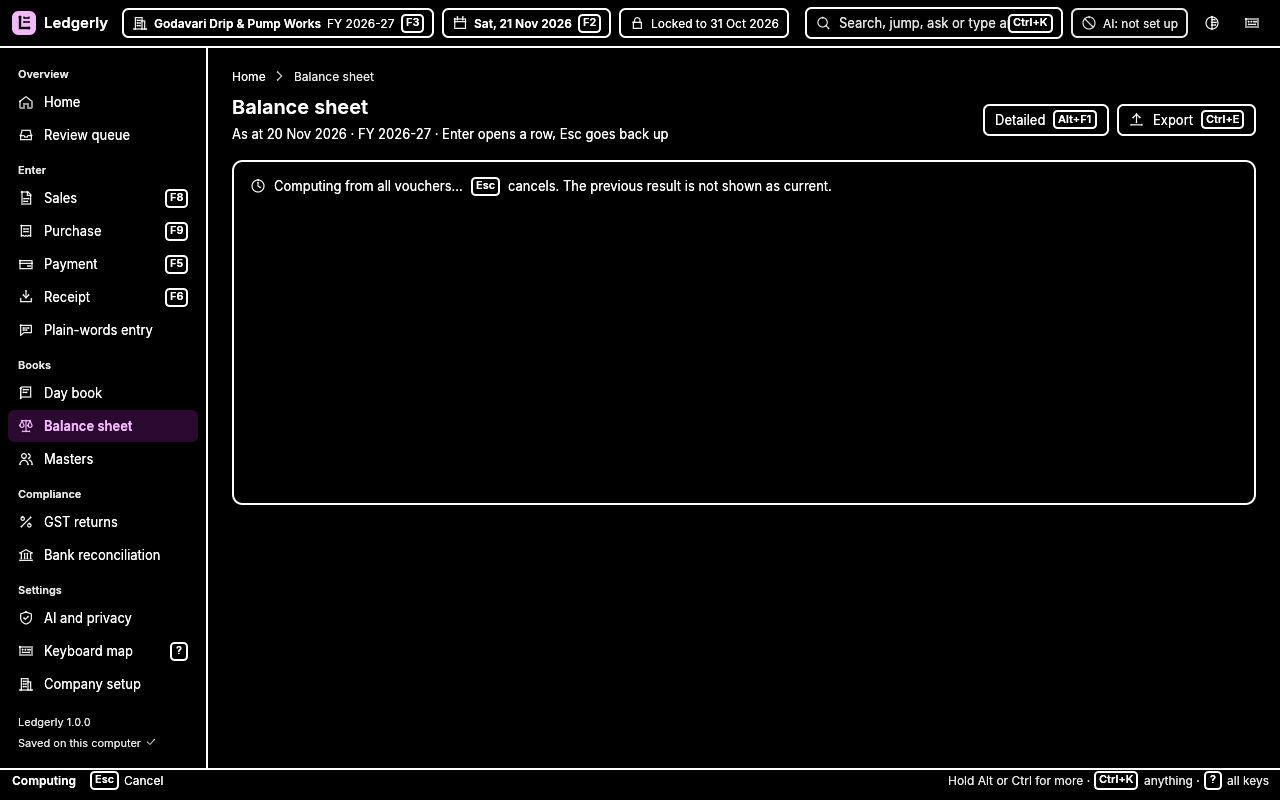 Ledgerly
Godavari Drip & Pump Works FY 2026-27 F3
Sat, 21 Nov 2026 F2
Locked to 31 Oct 2026
Search, jump, ask or type a Ctrl+K
AI: not set up
Overview
Home
Review queue
Enter
Sales F8
Purchase F9
Payment F5
Receipt F6
Plain-words entry
Books
Day book
Balance sheet
Masters
Compliance
GST returns
Bank reconciliation
Settings
AI and privacy
Keyboard map ?
Company setup
Ledgerly 1.0.0
Saved on this computer
Home Balance sheet
Balance sheet
As at 20 Nov 2026 · FY 2026-27 · Enter opens a row, Esc goes back up
Detailed Alt+F1
Export Ctrl+E
Computing from all vouchers... Esc cancels. The previous result is not shown as current.
Computing Esc Cancel
Hold Alt or Ctrl for more · Ctrl+K anything · ? all keys